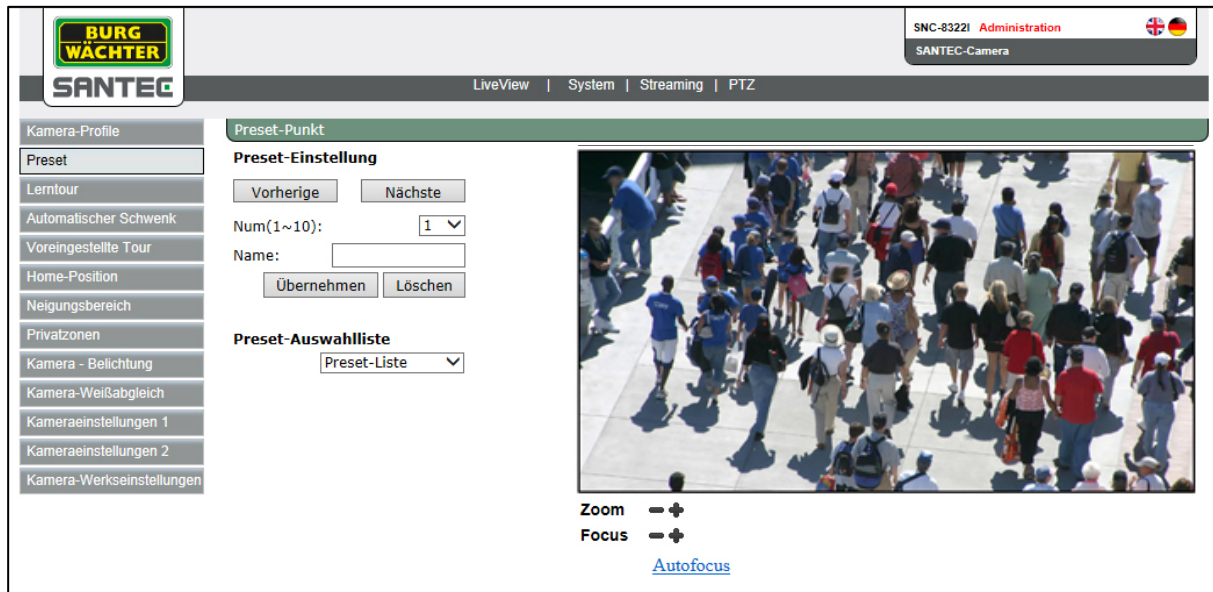 BURG
WÄCHTER
SANTEC
SNC-8322I Administration
SANTEC-Camera
LiveView | System | Streaming | PTZ
Kamera-Profile
Preset
Lerntour
Automatischer Schwenk
Voreingestellte Tour
Home-Position
Neigungsbereich
Privatzonen
Kamera - Belichtung
Kamera-Weißabgleich
Kameraeinstellungen 1
Kameraeinstellungen 2
Kamera-Werkseinstellungen
Preset-Punkt
Preset-Einstellung
Vorherige Nächste
Num(1~10): 1
Name:
Übernehmen Löschen
Preset-Auswahlliste
Preset-Liste
Zoom
Focus
Autofocus